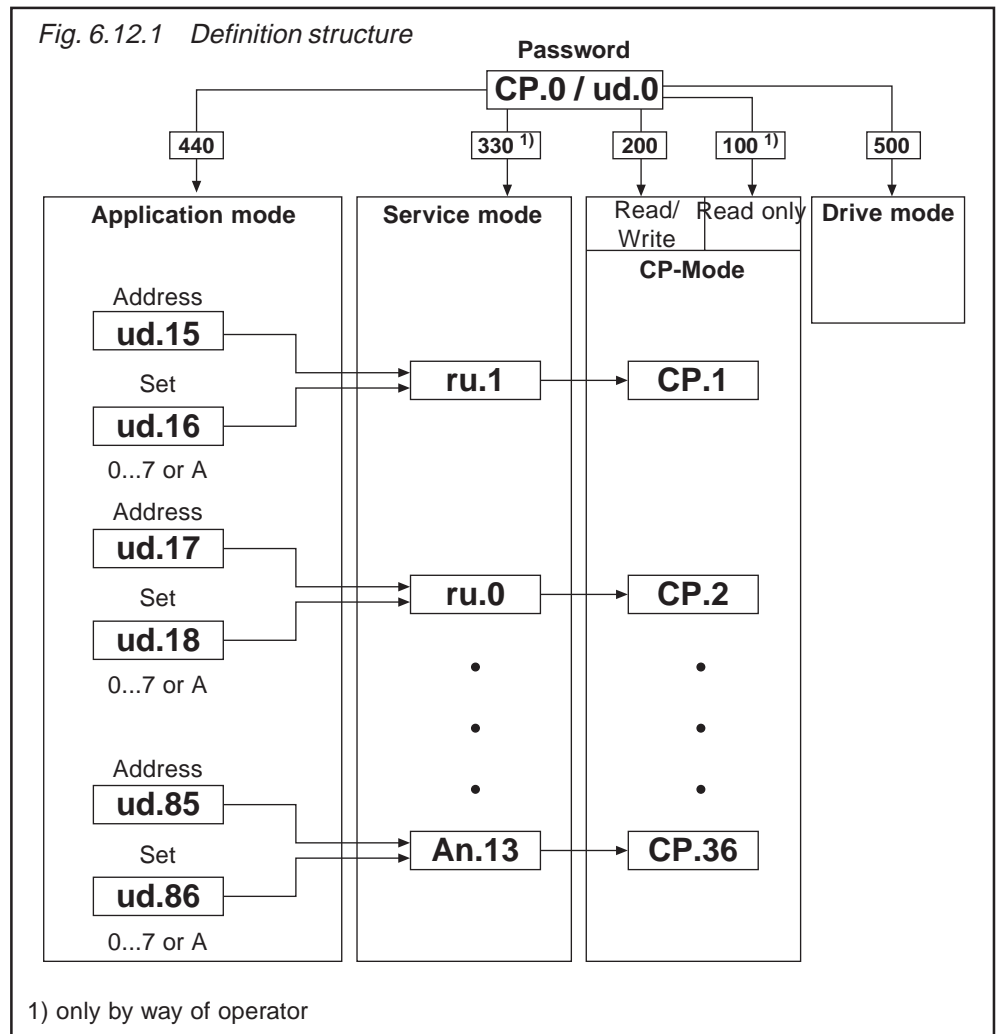 Fig. 6.12.1 Definition structure
Password
CP.0 / ud.0
440
330 1)
200
100 1)
500
Application mode
Service mode
Read/
Write
Read only
CP-Mode
Drive mode
Address
ud.15
Set
ud.16
0...7 or A
ru.1
CP.1
Address
ud.17
Set
ud.18
0...7 or A
ru.0
CP.2
Address
ud.85
Set
ud.86
0...7 or A
An.13
CP.36
1) only by way of operator